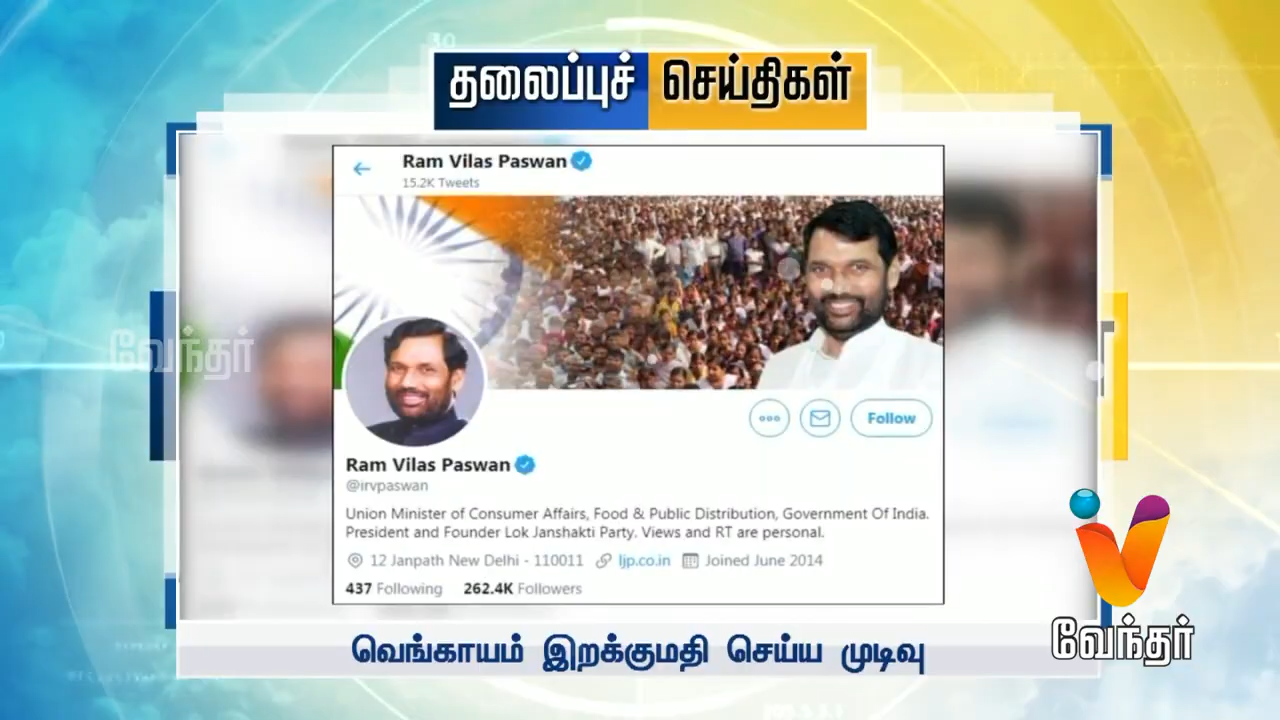 தலைப்புச் செய்திகள்
Ram Vilas Paswan
15.2K Tweets
வேந்தர்
Follow
Ram Vilas Paswan
@irvpaswan
Union Minister of Consumer Affairs, Food & Public Distribution, Government Of India.
President and Founder Lok Janshakti Party. Views and RT are personal.
12 Janpath New Delhi - 110011 ljp.co.in Joined June 2014
437 Following 262.4K Followers
வேந்தர்
வெங்காயம் இறக்குமதி செய்ய முடிவு